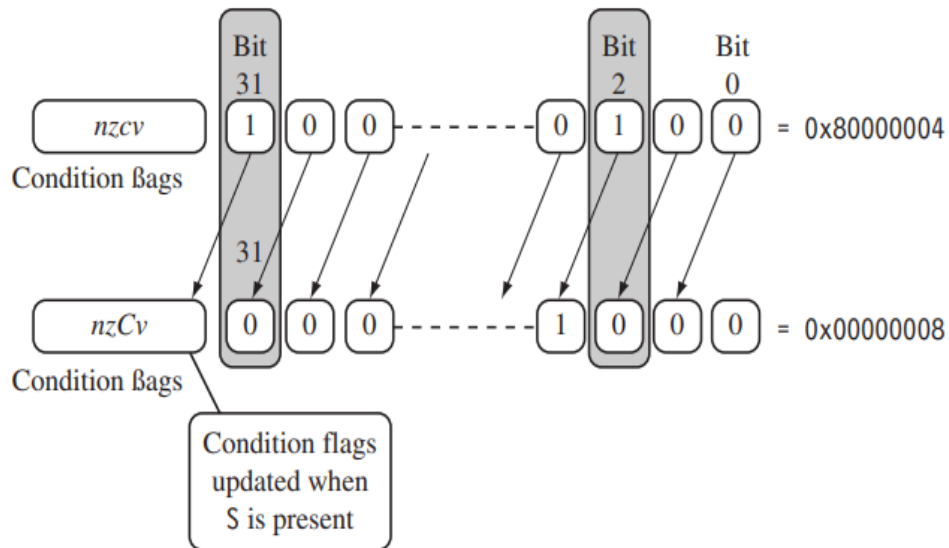 Bit Bit Bit
31 2 0
nzcv 1 0 0 0 1 0 0 = 0x80000004
Condition ßags
31
nzCv 0 0 0 1 0 0 0 = 0x00000008
Condition ßags
Condition flags
updated when
S is present